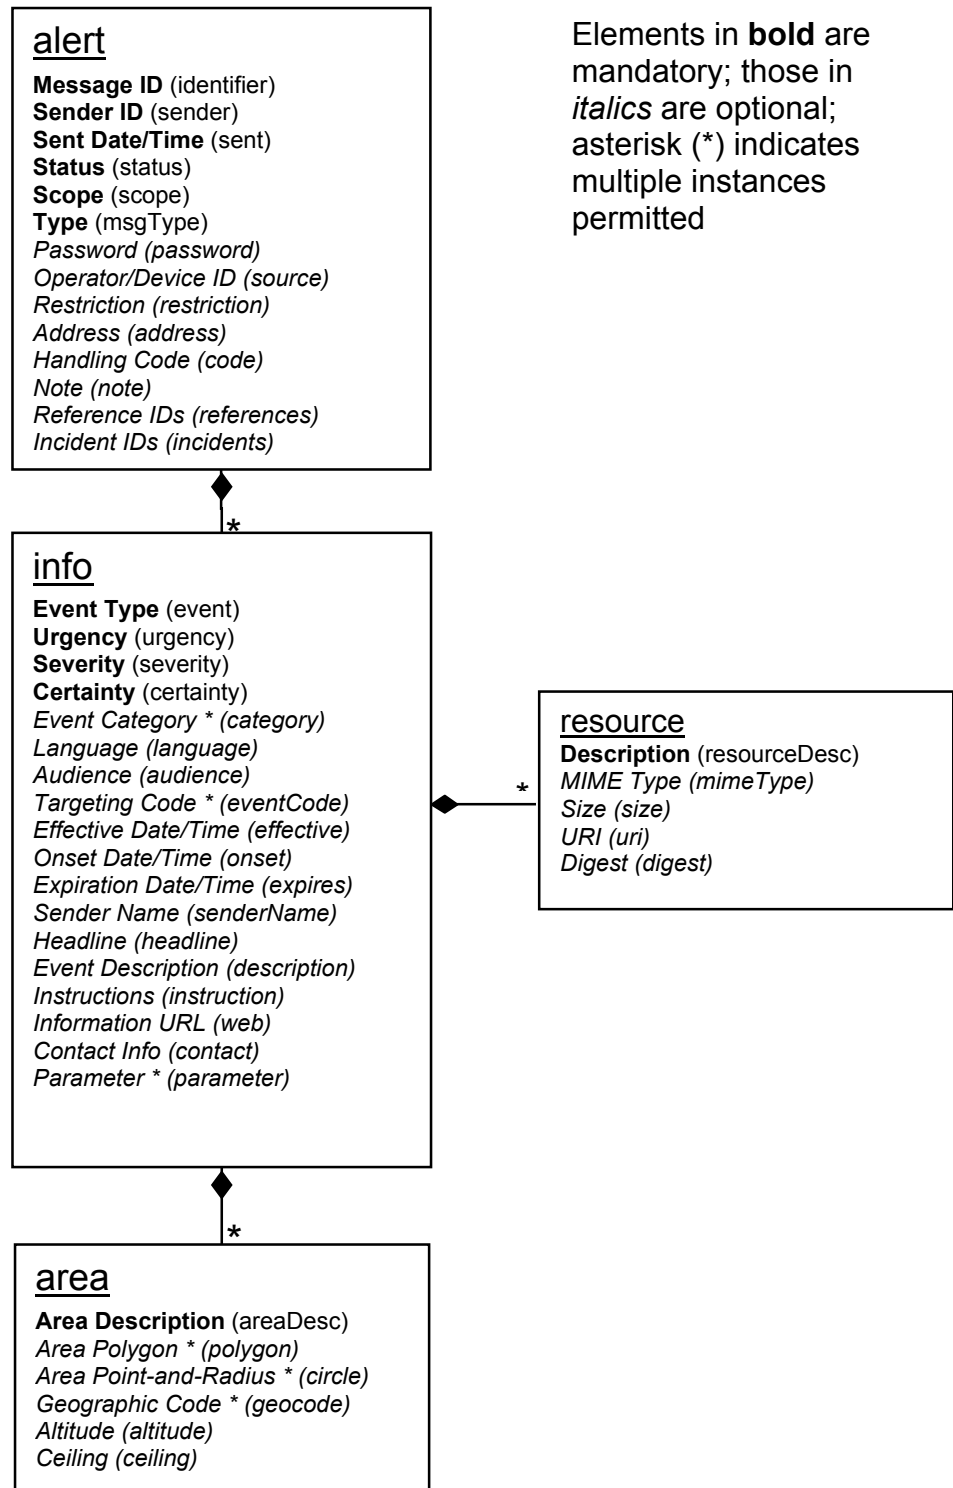 alert
Message ID (identifier)
Sender ID (sender)
Sent Date/Time (sent)
Status (status)
Scope (scope)
Type (msgType)
Password (password)
Operator/Device ID (source)
Restriction (restriction)
Address (address)
Handling Code (code)
Note (note)
Reference IDs (references)
Incident IDs (incidents)
Elements in bold are
mandatory; those in
italics are optional;
asterisk (*) indicates
multiple instances
permitted
*
info
Event Type (event)
Urgency (urgency)
Severity (severity)
Certainty (certainty)
Event Category * (category)
Language (language)
Audience (audience)
Targeting Code * (eventCode)
Effective Date/Time (effective)
Onset Date/Time (onset)
Expiration Date/Time (expires)
Sender Name (senderName)
Headline (headline)
Event Description (description)
Instructions (instruction)
Information URL (web)
Contact Info (contact)
Parameter * (parameter)
*
resource
Description (resourceDesc)
MIME Type (mimeType)
Size (size)
URI (uri)
Digest (digest)
*
area
Area Description (areaDesc)
Area Polygon * (polygon)
Area Point-and-Radius * (circle)
Geographic Code * (geocode)
Altitude (altitude)
Ceiling (ceiling)